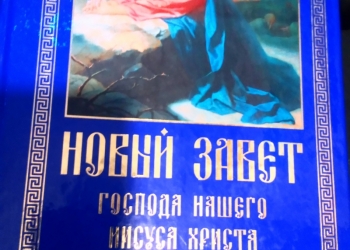 НОВЫЙ ЗАВЕТ
ГОСПОДА НАШЕГО
ИИСУСА ХРИСТА